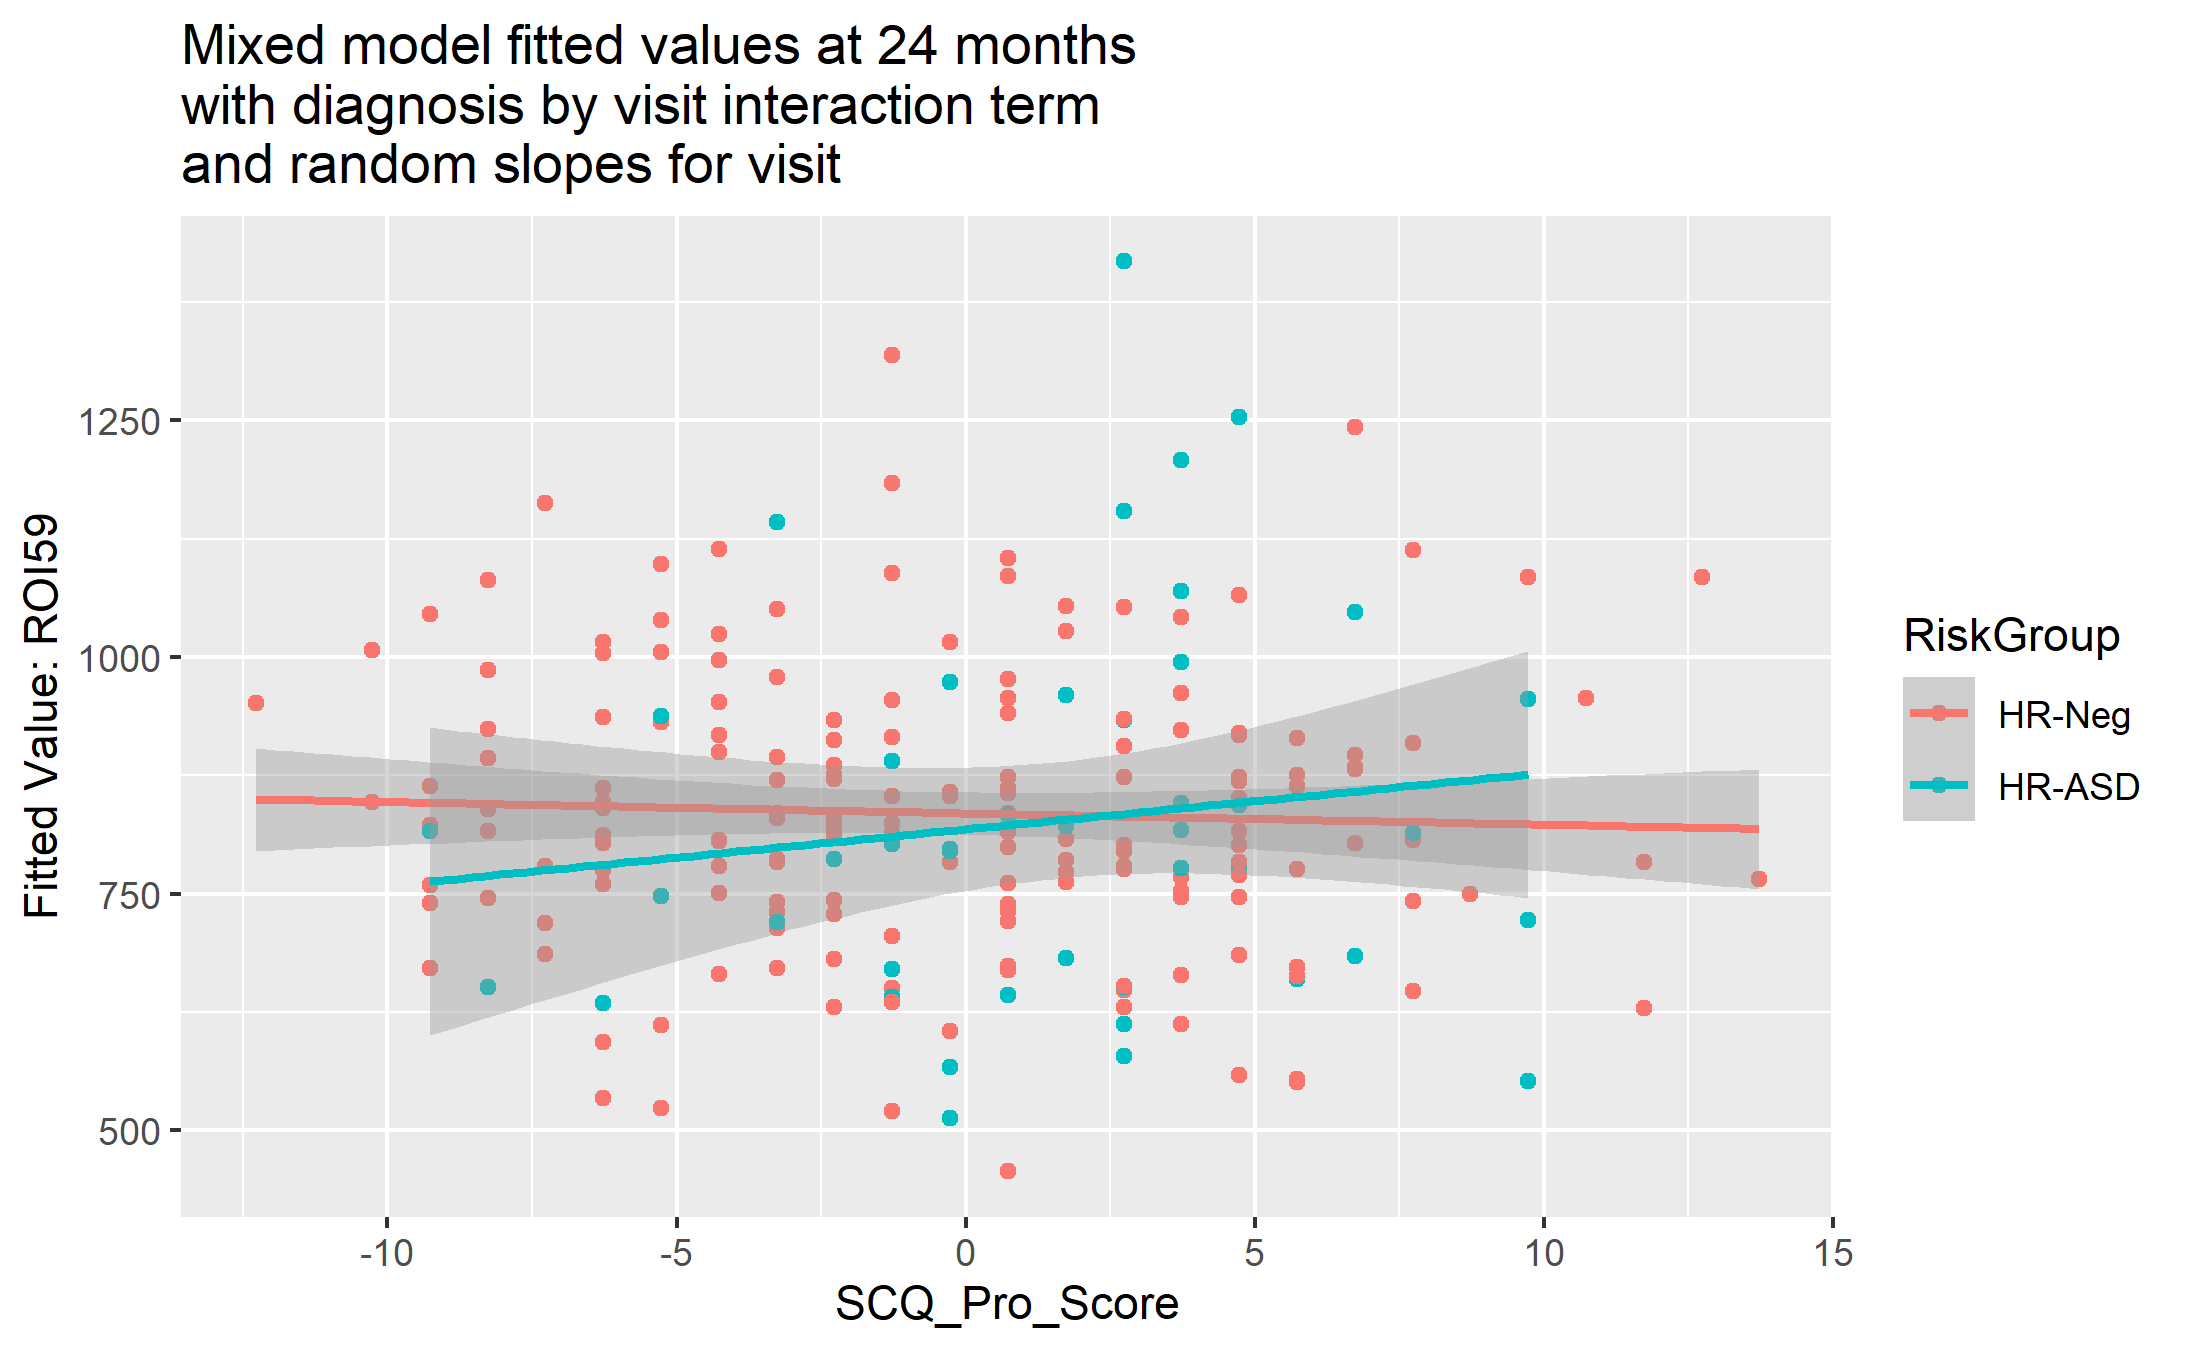 Mixed model fitted values at 24 months
with diagnosis by visit interaction term
and random slopes for visit
Fitted Value: ROI59
1250
1000
750
500
-10
-5
0
5
10
15
SCQ_Pro_Score
RiskGroup
HR-Neg
HR-ASD